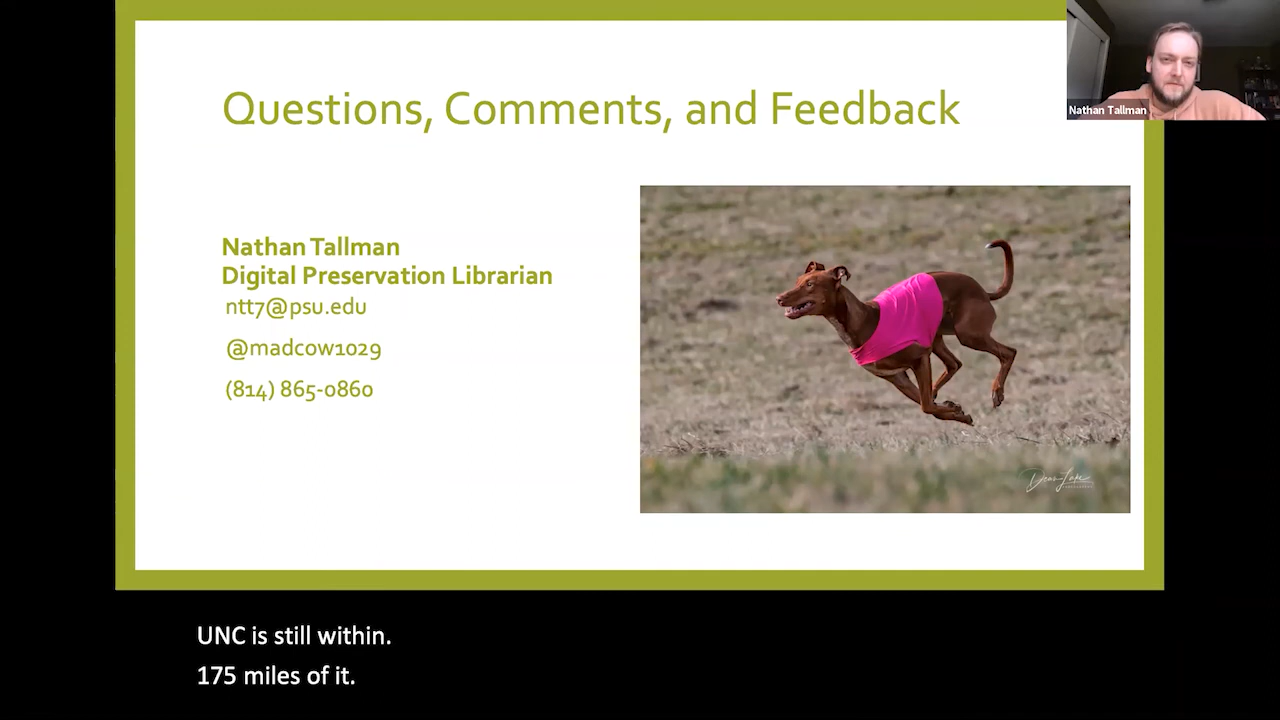 Questions, Comments, and Feedback
Nathan Tallman
Nathan Tallman
Digital Preservation Librarian
ntt7@psu.edu
@madcow1029
(814) 865-0860
UNC is still within.
175 miles of it.